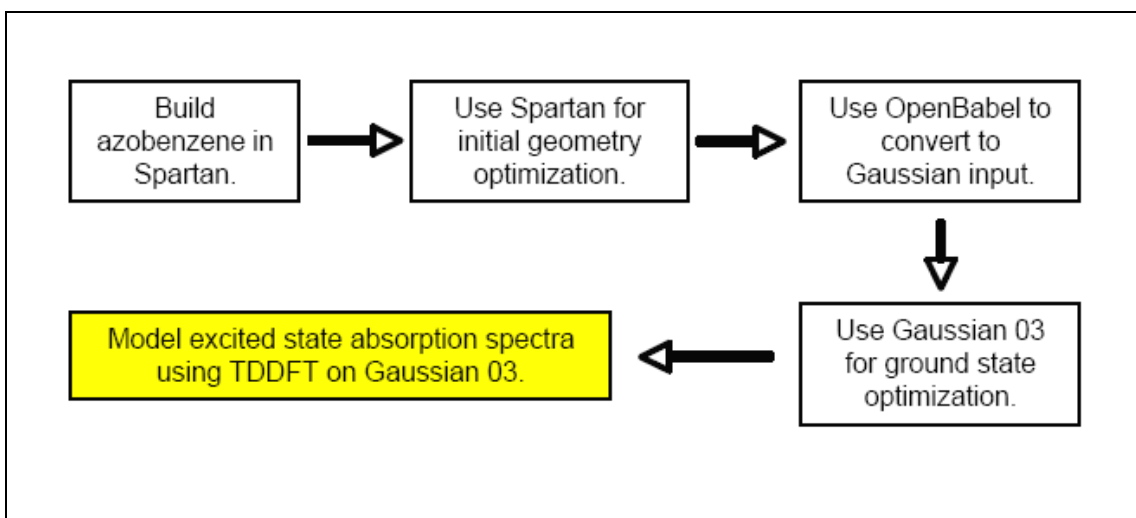 Build
azobenzene in
Spartan.
Use Spartan for
initial geometry
optimization.
Use OpenBabel to
convert to
Gaussian input.
Use Gaussian 03
for ground state
optimization.
Model excited state absorption spectra
using TDDFT on Gaussian 03.